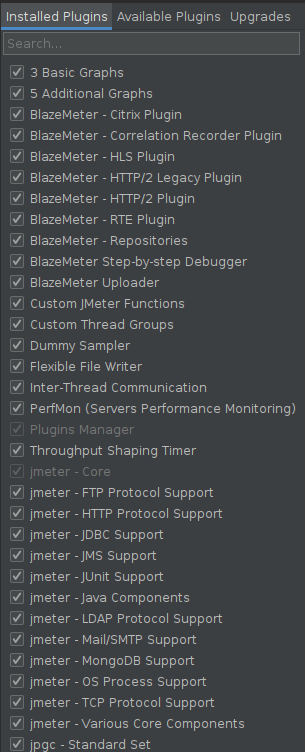 Installed Plugins Available Plugins Upgrades
Search...
3 Basic Graphs
5 Additional Graphs
BlazeMeter - Citrix Plugin
BlazeMeter - Correlation Recorder Plugin
BlazeMeter - HLS Plugin
BlazeMeter - HTTP/2 Legacy Plugin
BlazeMeter - HTTP/2 Plugin
BlazeMeter - RTE Plugin
BlazeMeter - Repositories
BlazeMeter Step-by-step Debugger
BlazeMeter Uploader
Custom JMeter Functions
Custom Thread Groups
Dummy Sampler
Flexible File Writer
Inter-Thread Communication
PerfMon (Servers Performance Monitoring)
Plugins Manager
Throughput Shaping Timer
jmeter - Core
jmeter - FTP Protocol Support
jmeter - HTTP Protocol Support
jmeter - JDBC Support
jmeter - JMS Support
jmeter - JUnit Support
jmeter - Java Components
jmeter - LDAP Protocol Support
jmeter - Mail/SMTP Support
jmeter - MongoDB Support
jmeter - OS Process Support
jmeter - TCP Protocol Support
jmeter - Various Core Components
jpgc - Standard Set